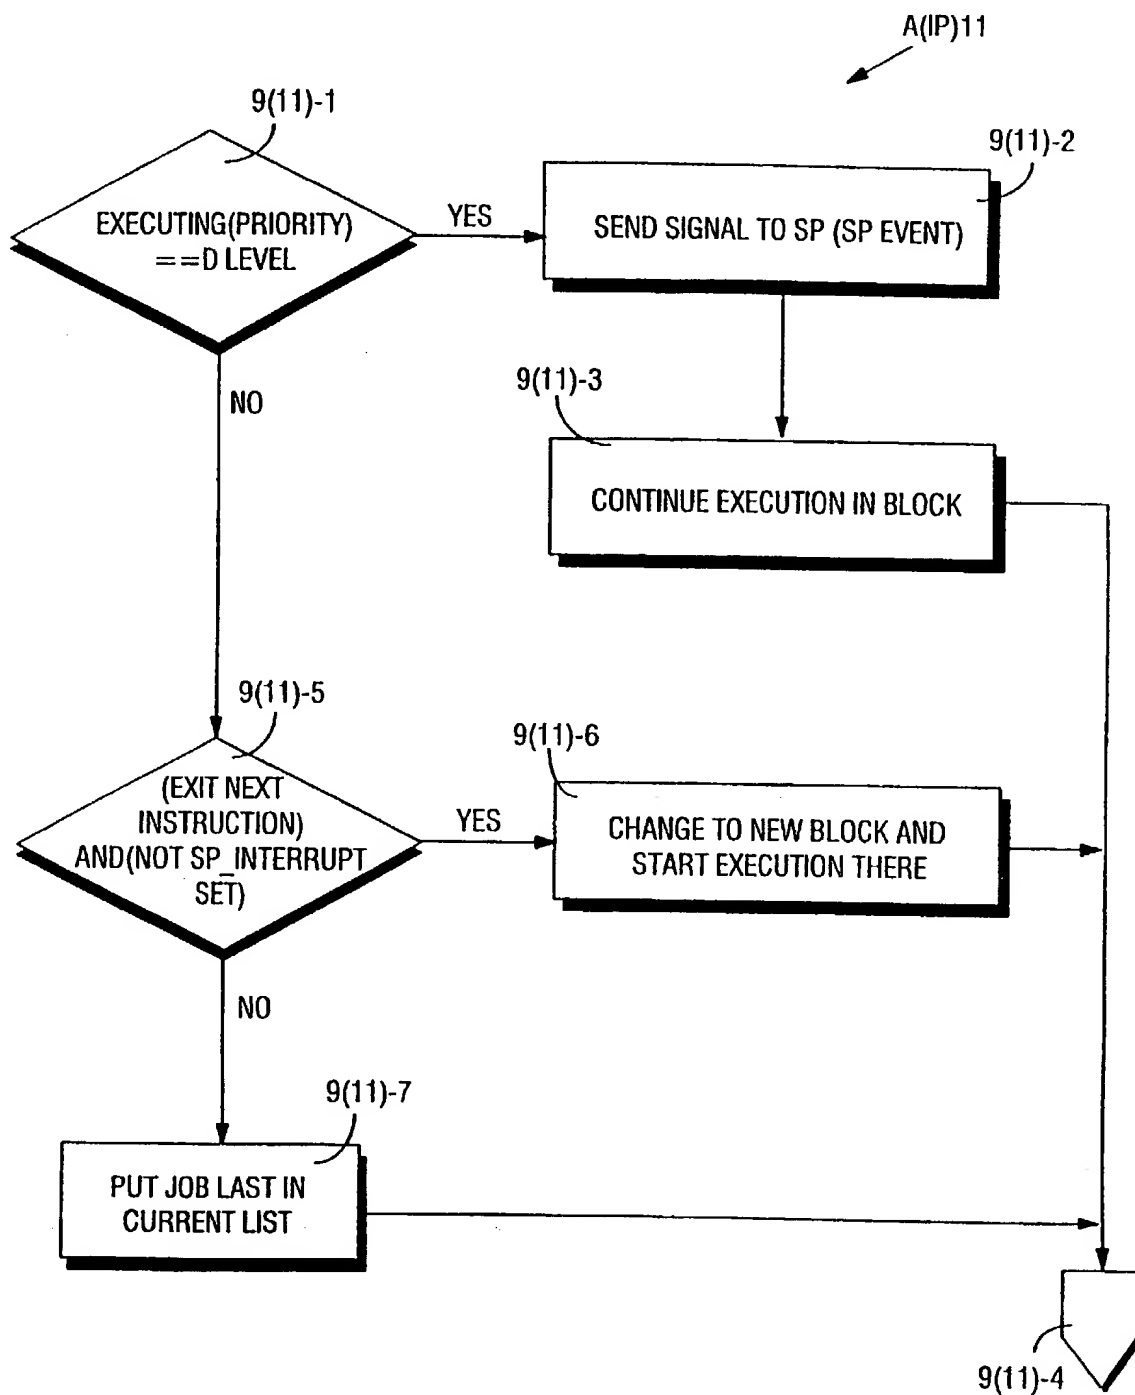 A(IP)11
9(11)-1
EXECUTING(PRIORITY)
==D LEVEL
YES
9(11)-2
SEND SIGNAL TO SP (SP EVENT)
NO
9(11)-3
CONTINUE EXECUTION IN BLOCK
9(11)-5
(EXIT NEXT
INSTRUCTION)
AND(NOT SP_INTERRUPT
SET)
YES
9(11)-6
CHANGE TO NEW BLOCK AND
START EXECUTION THERE
NO
9(11)-7
PUT JOB LAST IN
CURRENT LIST
9(11)-4